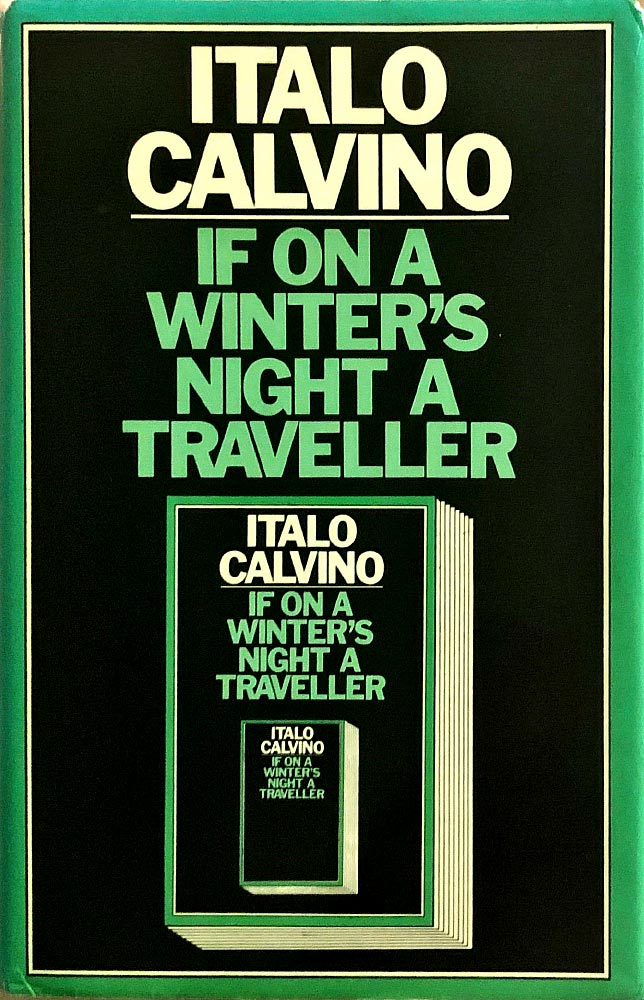 ITALO
CALVINO
IF ON A
WINTER'S
NIGHT A
TRAVELLER
ITALO
CALVINO
IF ON A
WINTER'S
NIGHT A
TRAVELLER
ITALO
CALVINO
IF ON A
WINTER'S
NIGHT A
TRAVELLER